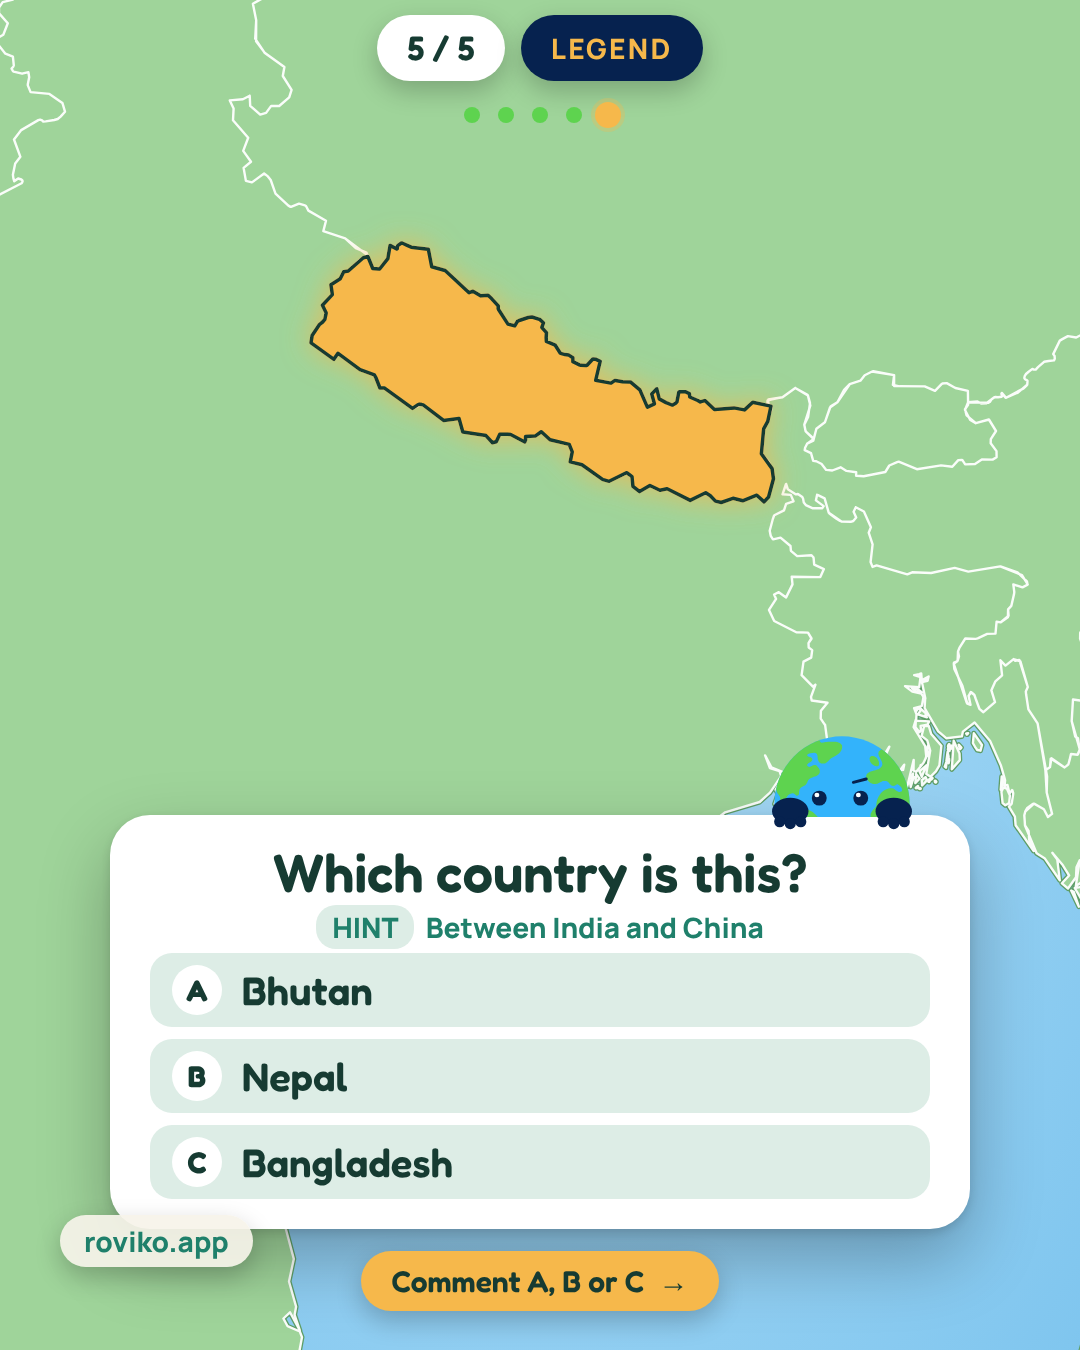 5 / 5
LEGEND
Which country is this?
HINT Between India and China
A Bhutan
B Nepal
C Bangladesh
roviko.app
Comment A, B or C →